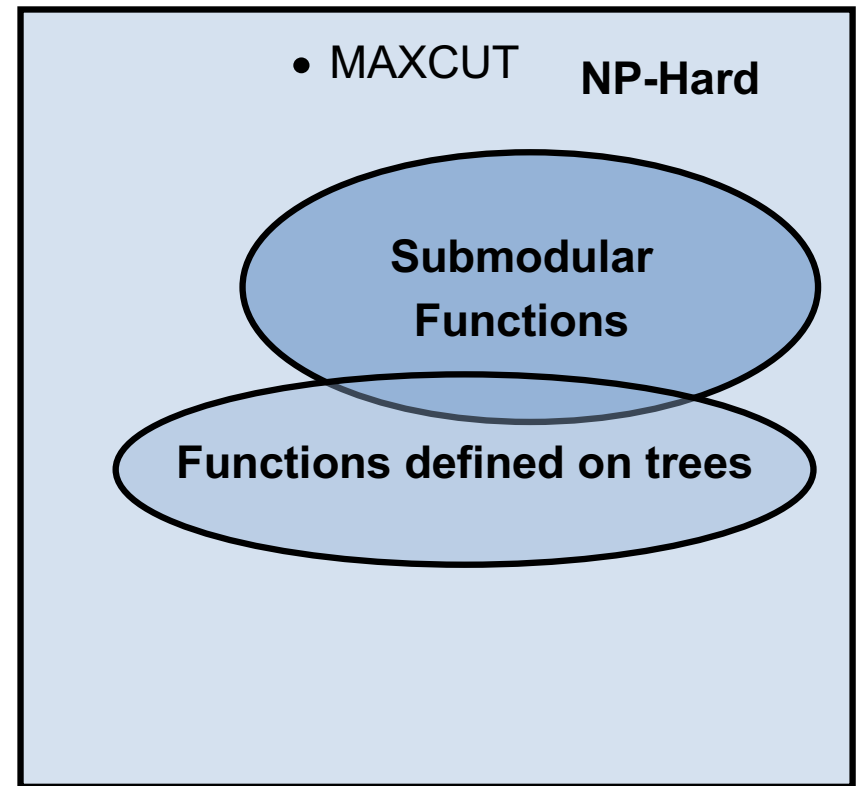 • MAXCUT
NP-Hard
Submodular
Functions
Functions defined on trees